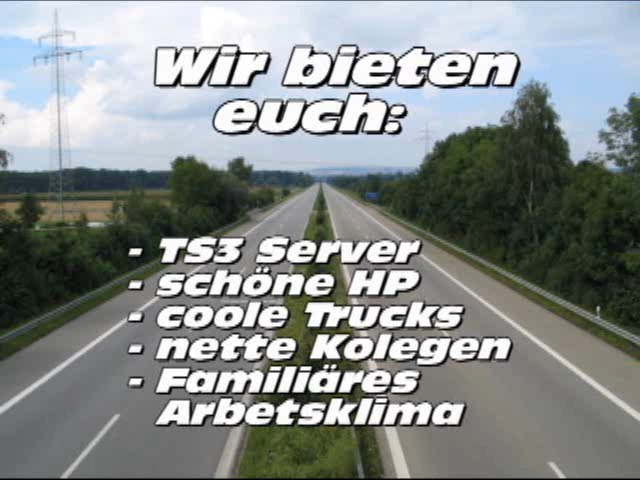 Wir bieten
euch:
- TS3 Server
- schöne HP
- coole Trucks
- nette Kolegen
- Familiäres
Arbetsklima